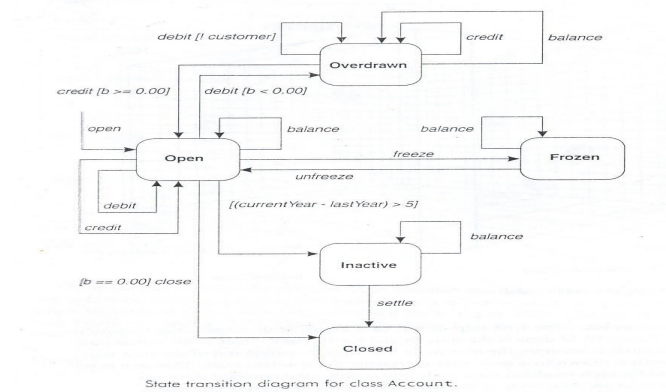 debit [! customer]
credit
balance
Overdrawn
credit [b >= 0.00]
debit [b < 0.00]
open
balance
balance
Open
freeze
Frozen
unfreeze
debit
credit
[(currentYear - lastYear) > 5]
balance
Inactive
[b == 0.00] close
settle
Closed
State transition diagram for class Account.